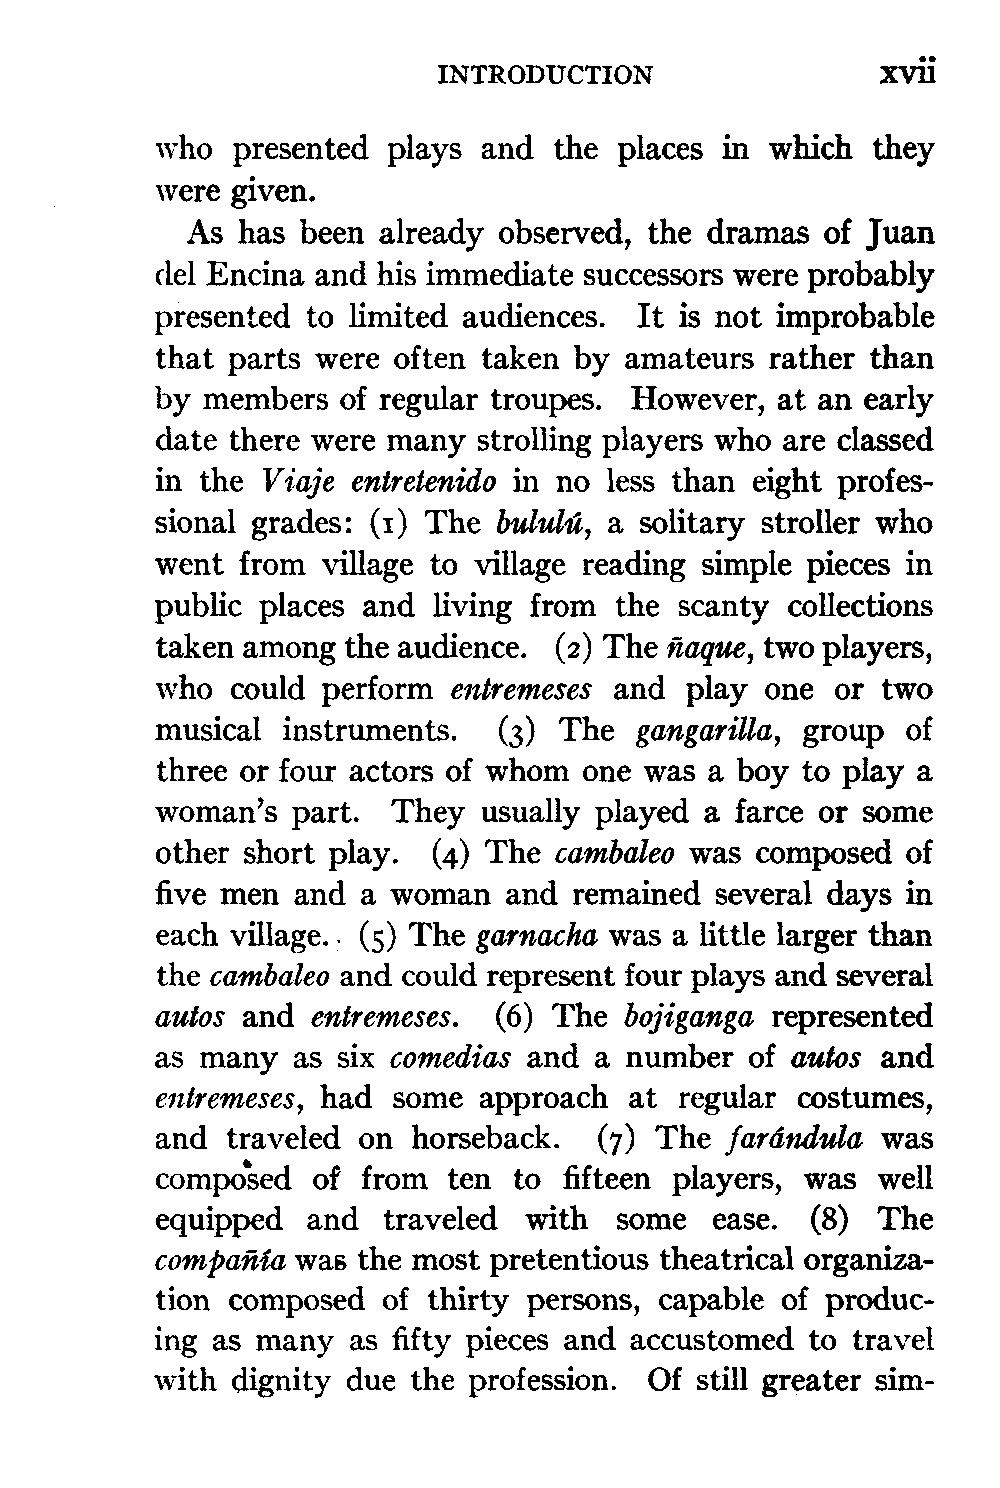 INTRODUCTION xvii
who presented plays and the places in which they
were given.
As has been already observed, the dramas of Juan
del Encina and his immediate successors were probably
presented to limited audiences. It is not improbable
that parts were often taken by amateurs rather than
by members of regular troupes. However, at an early
date there were many strolling players who are classed
in the Viaje entretenido in no less than eight profes-
sional grades: (1) The bululú, a solitary stroller who
went from village to village reading simple pieces in
public places and living from the scanty collections
taken among the audience. (2) The ñaque, two players,
who could perform entremeses and play one or two
musical instruments. (3) The gangarilla, group of
three or four actors of whom one was a boy to play a
woman's part. They usually played a farce or some
other short play. (4) The cambaleo was composed of
five men and a woman and remained several days in
each village. (5) The garnacha was a little larger than
the cambaleo and could represent four plays and several
autos and entremeses. (6) The bojiganga represented
as many as six comedias and a number of autos and
entremeses, had some approach at regular costumes,
and traveled on horseback. (7) The farándula was
composed of from ten to fifteen players, was well
equipped and traveled with some ease. (8) The
compañía was the most pretentious theatrical organiza-
tion composed of thirty persons, capable of produc-
ing as many as fifty pieces and accustomed to travel
with dignity due the profession. Of still greater sim-